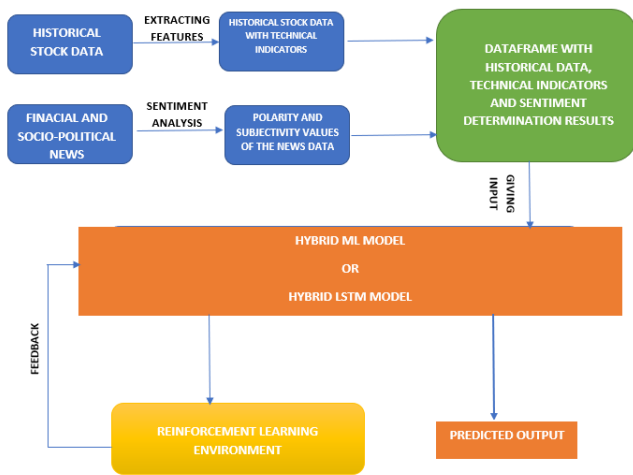 HISTORICAL
STOCK DATA
EXTRACTING
FEATURES
HISTORICAL STOCK DATA
WITH TECHNICAL
INDICATORS
DATAFRAME WITH
HISTORICAL DATA,
TECHNICAL INDICATORS
AND SENTIMENT
DETERMINATION RESULTS
FINACIAL AND
SOCIO-POLITICAL
NEWS
SENTIMENT
ANALYSIS
POLARITY AND
SUBJECTIVITY VALUES
OF THE NEWS DATA
GIVING
INPUT
HYBRID ML MODEL
OR
HYBRID LSTM MODEL
FEEDBACK
REINFORCEMENT LEARNING
ENVIRONMENT
PREDICTED OUTPUT